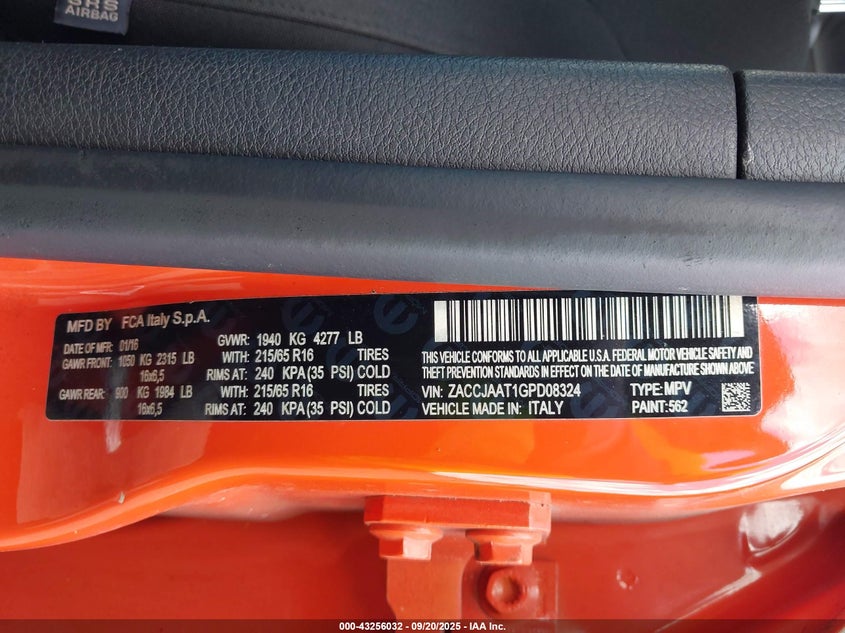 SRS
AIRBAG
MFD BY FCA Italy S.p.A.
DATE OF MFR: 01/16 GVWR: 1940 KG 4277 LB
GAWR FRONT: 1050 KG 2315 LB WITH: 215/65 R16 TIRES
16x6,5 RIMS AT: 240 KPA (35 PSI) COLD
GAWR REAR: 900 KG 1984 LB WITH: 215/65 R16 TIRES
16x6,5 RIMS AT: 240 KPA (35 PSI) COLD
THIS VEHICLE CONFORMS TO ALL APPLICABLE U.S.A. FEDERAL MOTOR VEHICLE SAFETY AND
THEFT PREVENTION STANDARDS IN EFFECT ON THE DATE OF MANUFACTURE SHOWN ABOVE.
VIN: ZACCJAAT1GPD08324 TYPE: MPV
VEHICLE MADE IN: ITALY PAINT: 562
000-43256032 - 09/20/2025 - IAA Inc.